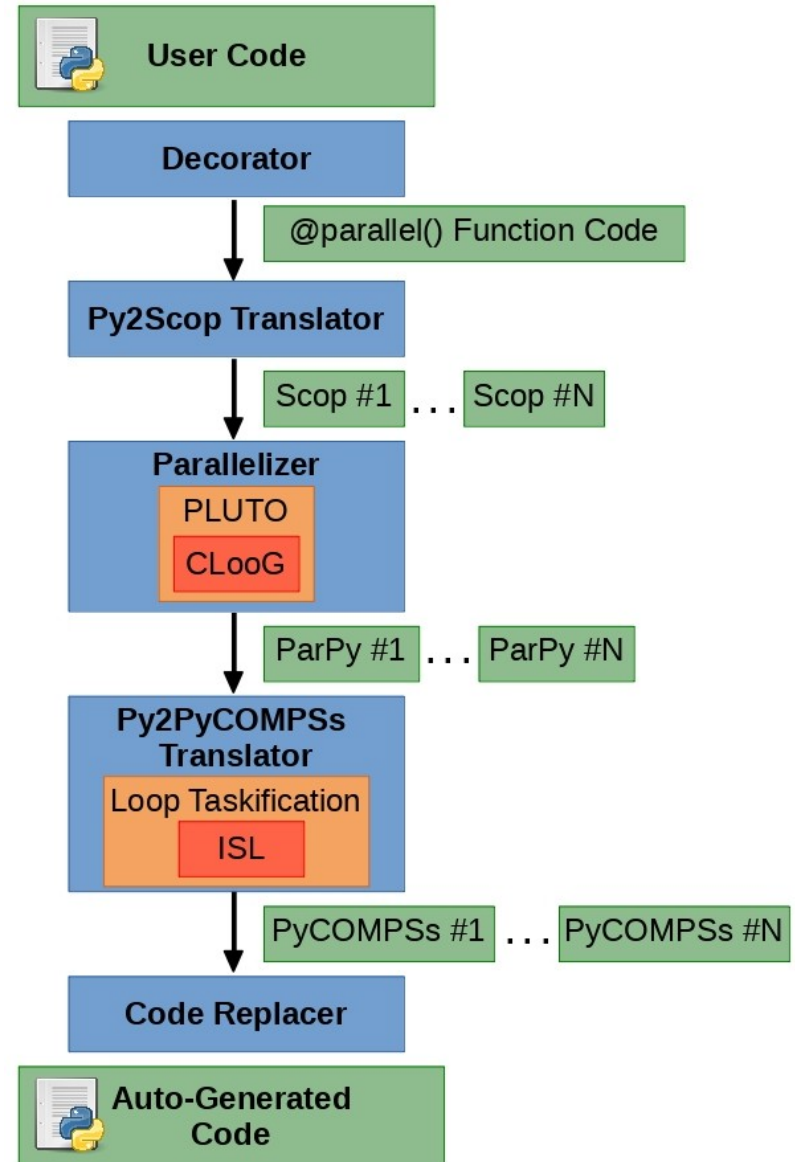 User Code
Decorator
@parallel() Function Code
Py2Scop Translator
Scop #1 ... Scop #N
Parallelizer
PLUTO
CLooG
ParPy #1 ... ParPy #N
Py2PyCOMPSs
Translator
Loop Taskification
ISL
PyCOMPSs #1 ... PyCOMPSs #N
Code Replacer
Auto-Generated
Code